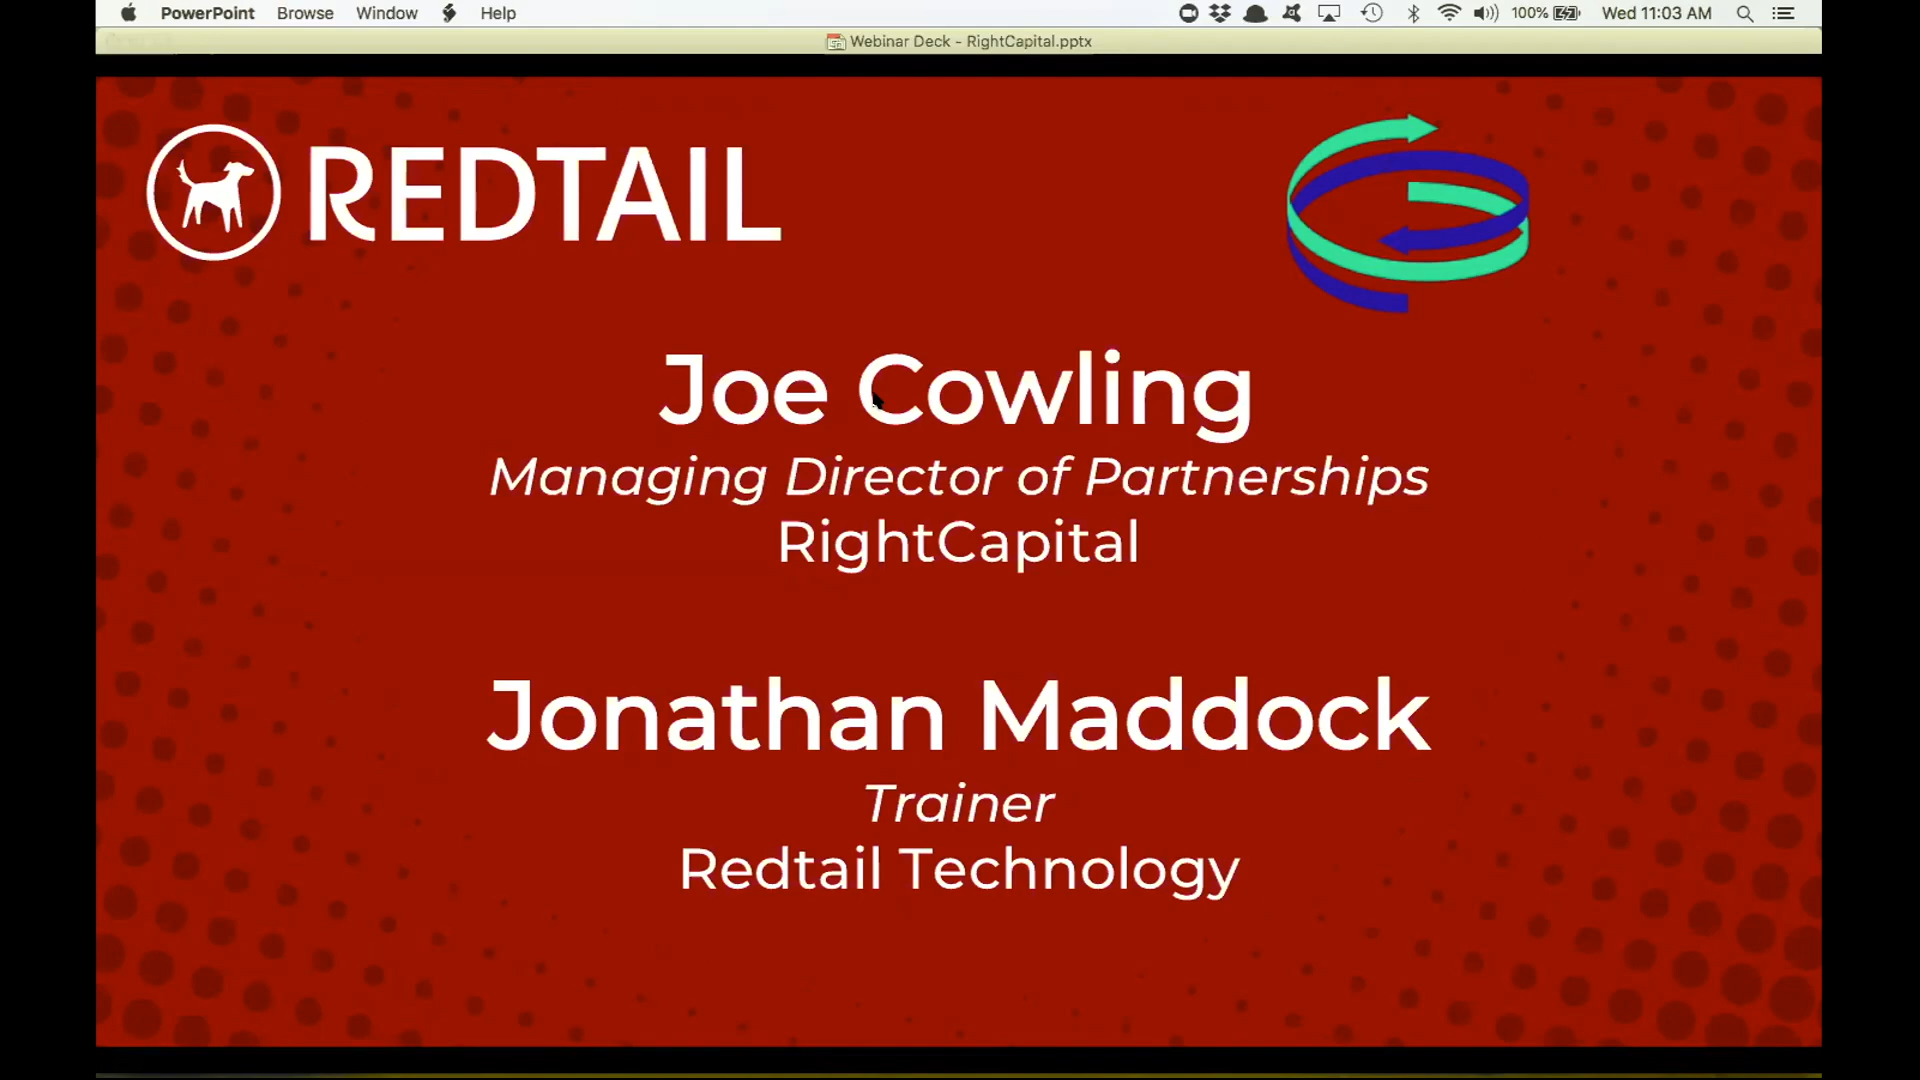 PowerPoint Browse Window Help 100% Wed 11:03 AM
Webinar Deck - RightCapital.pptx
REDTAIL
Joe Cowling
Managing Director of Partnerships
RightCapital
Jonathan Maddock
Trainer
Redtail Technology